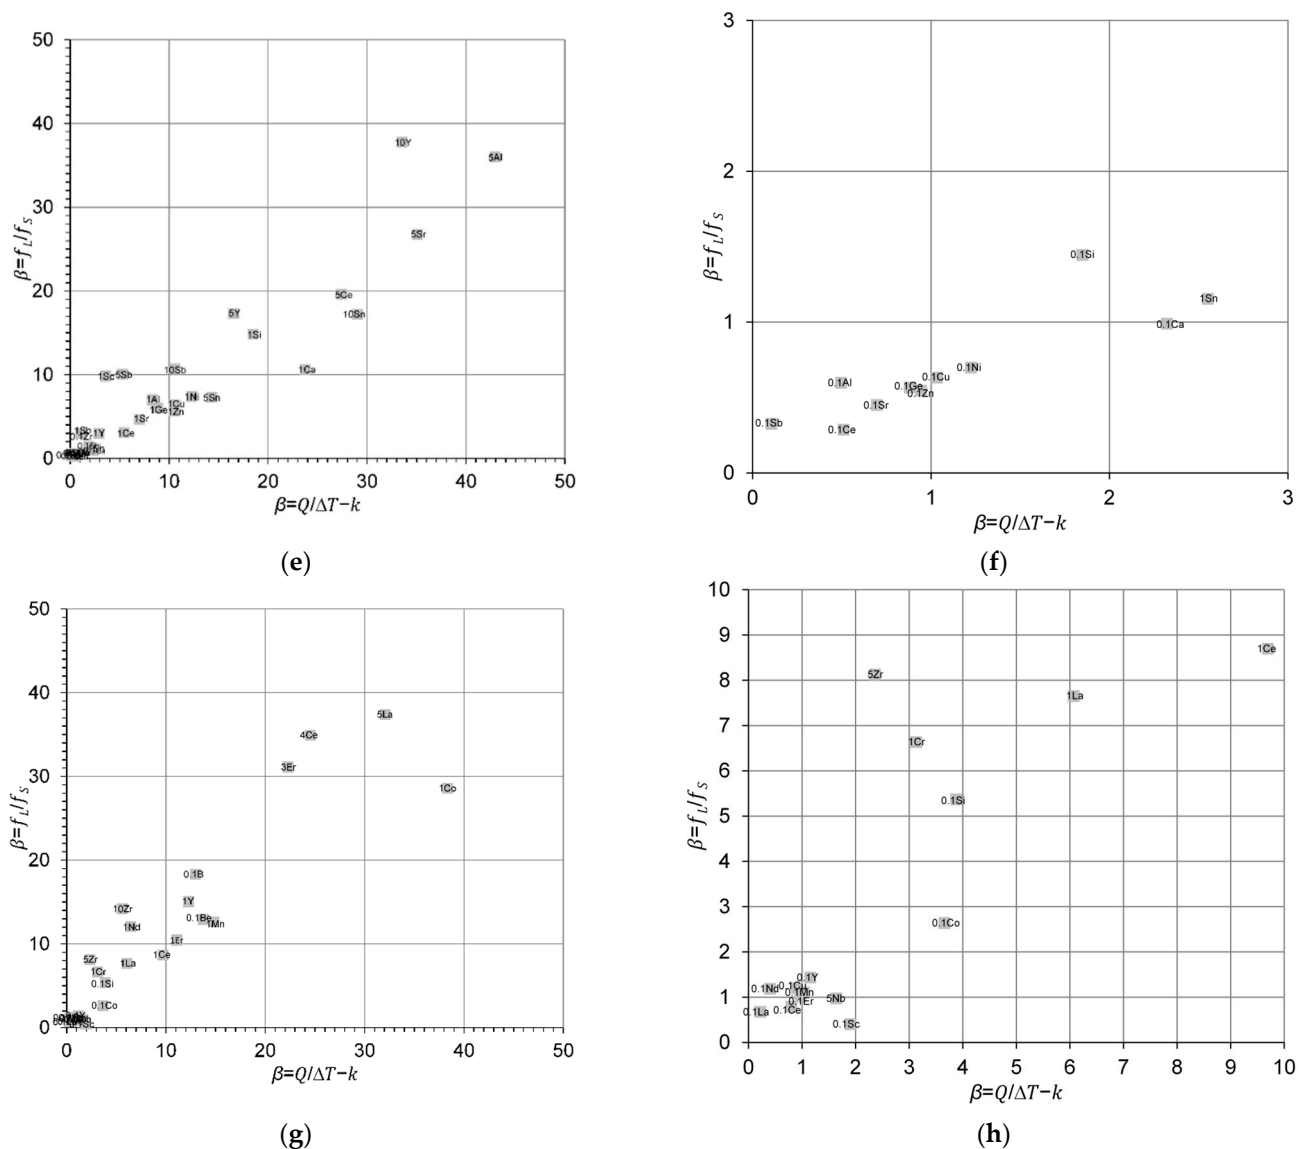 50
40
30
20
10
0
β=f_L/f_S
10Y
5Al
5Sr
5Ce
10Sn
5Y
1Si
1Ca
1Sc
5Sb
10Sb
1Al
1Ni
5Sn
1Ge
1Cu
1Zn
1Sr
1Sb
0.1Zr
1Y
1Ce
0 10 20 30 40 50
β=Q/ΔT−k
(e)
3
2
1
0
β=f_L/f_S
0.1Si
1Sn
0.1Ca
0.1Ni
0.1Cu
0.1Al
0.1Ge
0.1Zn
0.1Sr
0.1Sb
0.1Ce
0 1 2 3
β=Q/ΔT−k
(f)
50
40
30
20
10
0
β=f_L/f_S
5La
4Ce
3Er
1Co
0.1B
1Y
10Zr
0.1Be
1Mn
1Nd
1Er
1Ce
5Zr
1La
1Cr
0.1Si
0.1Co
0 10 20 30 40 50
β=Q/ΔT−k
(g)
10
9
8
7
6
5
4
3
2
1
0
β=f_L/f_S
1Ce
5Zr
1La
1Cr
0.1Si
0.1Co
0.1Y
0.1Nd
0.1Cu
0.1Mn
0.1Er
5Nb
0.1La
0.1Ce
0.1Sc
0 1 2 3 4 5 6 7 8 9 10
β=Q/ΔT−k
(h)